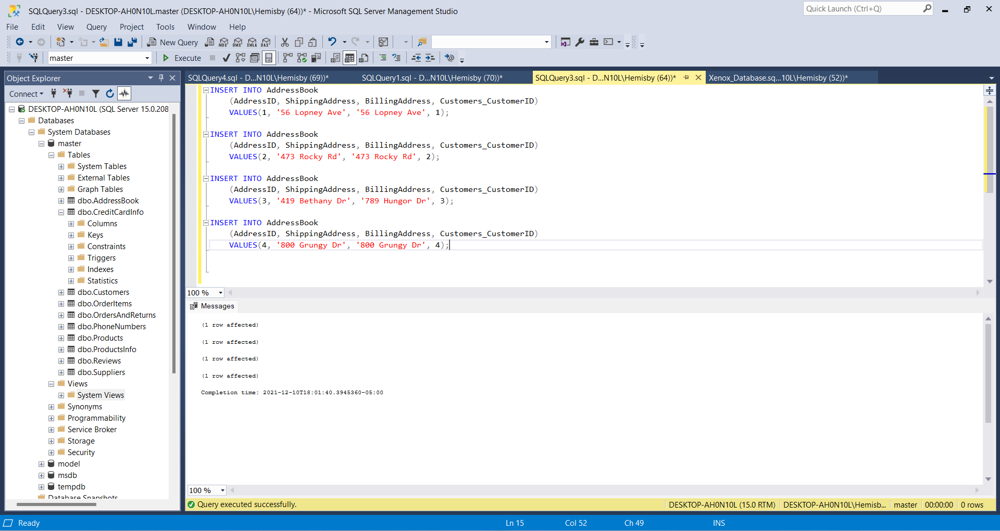 SQLQuery3.sql - DESKTOP-AH0N10L.master (DESKTOP-AH0N10L\Hemisby (64))* - Microsoft SQL Server Management Studio
Quick Launch (Ctrl+Q)
File Edit View Query Project Tools Window Help
New Query MDX DMX XMLA DAX
master Execute
Object Explorer
Connect
DESKTOP-AH0N10L (SQL Server 15.0.208
Databases
System Databases
master
Tables
System Tables
External Tables
Graph Tables
dbo.AddressBook
dbo.CreditCardInfo
Columns
Keys
Constraints
Triggers
Indexes
Statistics
dbo.Customers
dbo.OrderItems
dbo.OrdersAndReturns
dbo.PhoneNumbers
dbo.Products
dbo.ProductsInfo
dbo.Reviews
dbo.Suppliers
Views
System Views
Synonyms
Programmability
Service Broker
Storage
Security
model
msdb
tempdb
Database Snapshots
SQLQuery4.sql - D...N10L\Hemisby (69))* SQLQuery1.sql - D...N10L\Hemisby (70))* SQLQuery3.sql - D...N10L\Hemisby (64))* Xenox_Database.sq...10L\Hemisby (52))*
INSERT INTO AddressBook
(AddressID, ShippingAddress, BillingAddress, Customers_CustomerID)
VALUES(1, '56 Lopney Ave', '56 Lopney Ave', 1);
INSERT INTO AddressBook
(AddressID, ShippingAddress, BillingAddress, Customers_CustomerID)
VALUES(2, '473 Rocky Rd', '473 Rocky Rd', 2);
INSERT INTO AddressBook
(AddressID, ShippingAddress, BillingAddress, Customers_CustomerID)
VALUES(3, '419 Bethany Dr', '789 Hungor Dr', 3);
INSERT INTO AddressBook
(AddressID, ShippingAddress, BillingAddress, Customers_CustomerID)
VALUES(4, '800 Grungy Dr', '800 Grungy Dr', 4);
100 %
Messages
(1 row affected)
(1 row affected)
(1 row affected)
(1 row affected)
Completion time: 2021-12-10T18:01:40.3945360-05:00
100 %
Query executed successfully. DESKTOP-AH0N10L (15.0 RTM) DESKTOP-AH0N10L\Hemisb... master 00:00:00 0 rows
Ready Ln 15 Col 52 Ch 49 INS